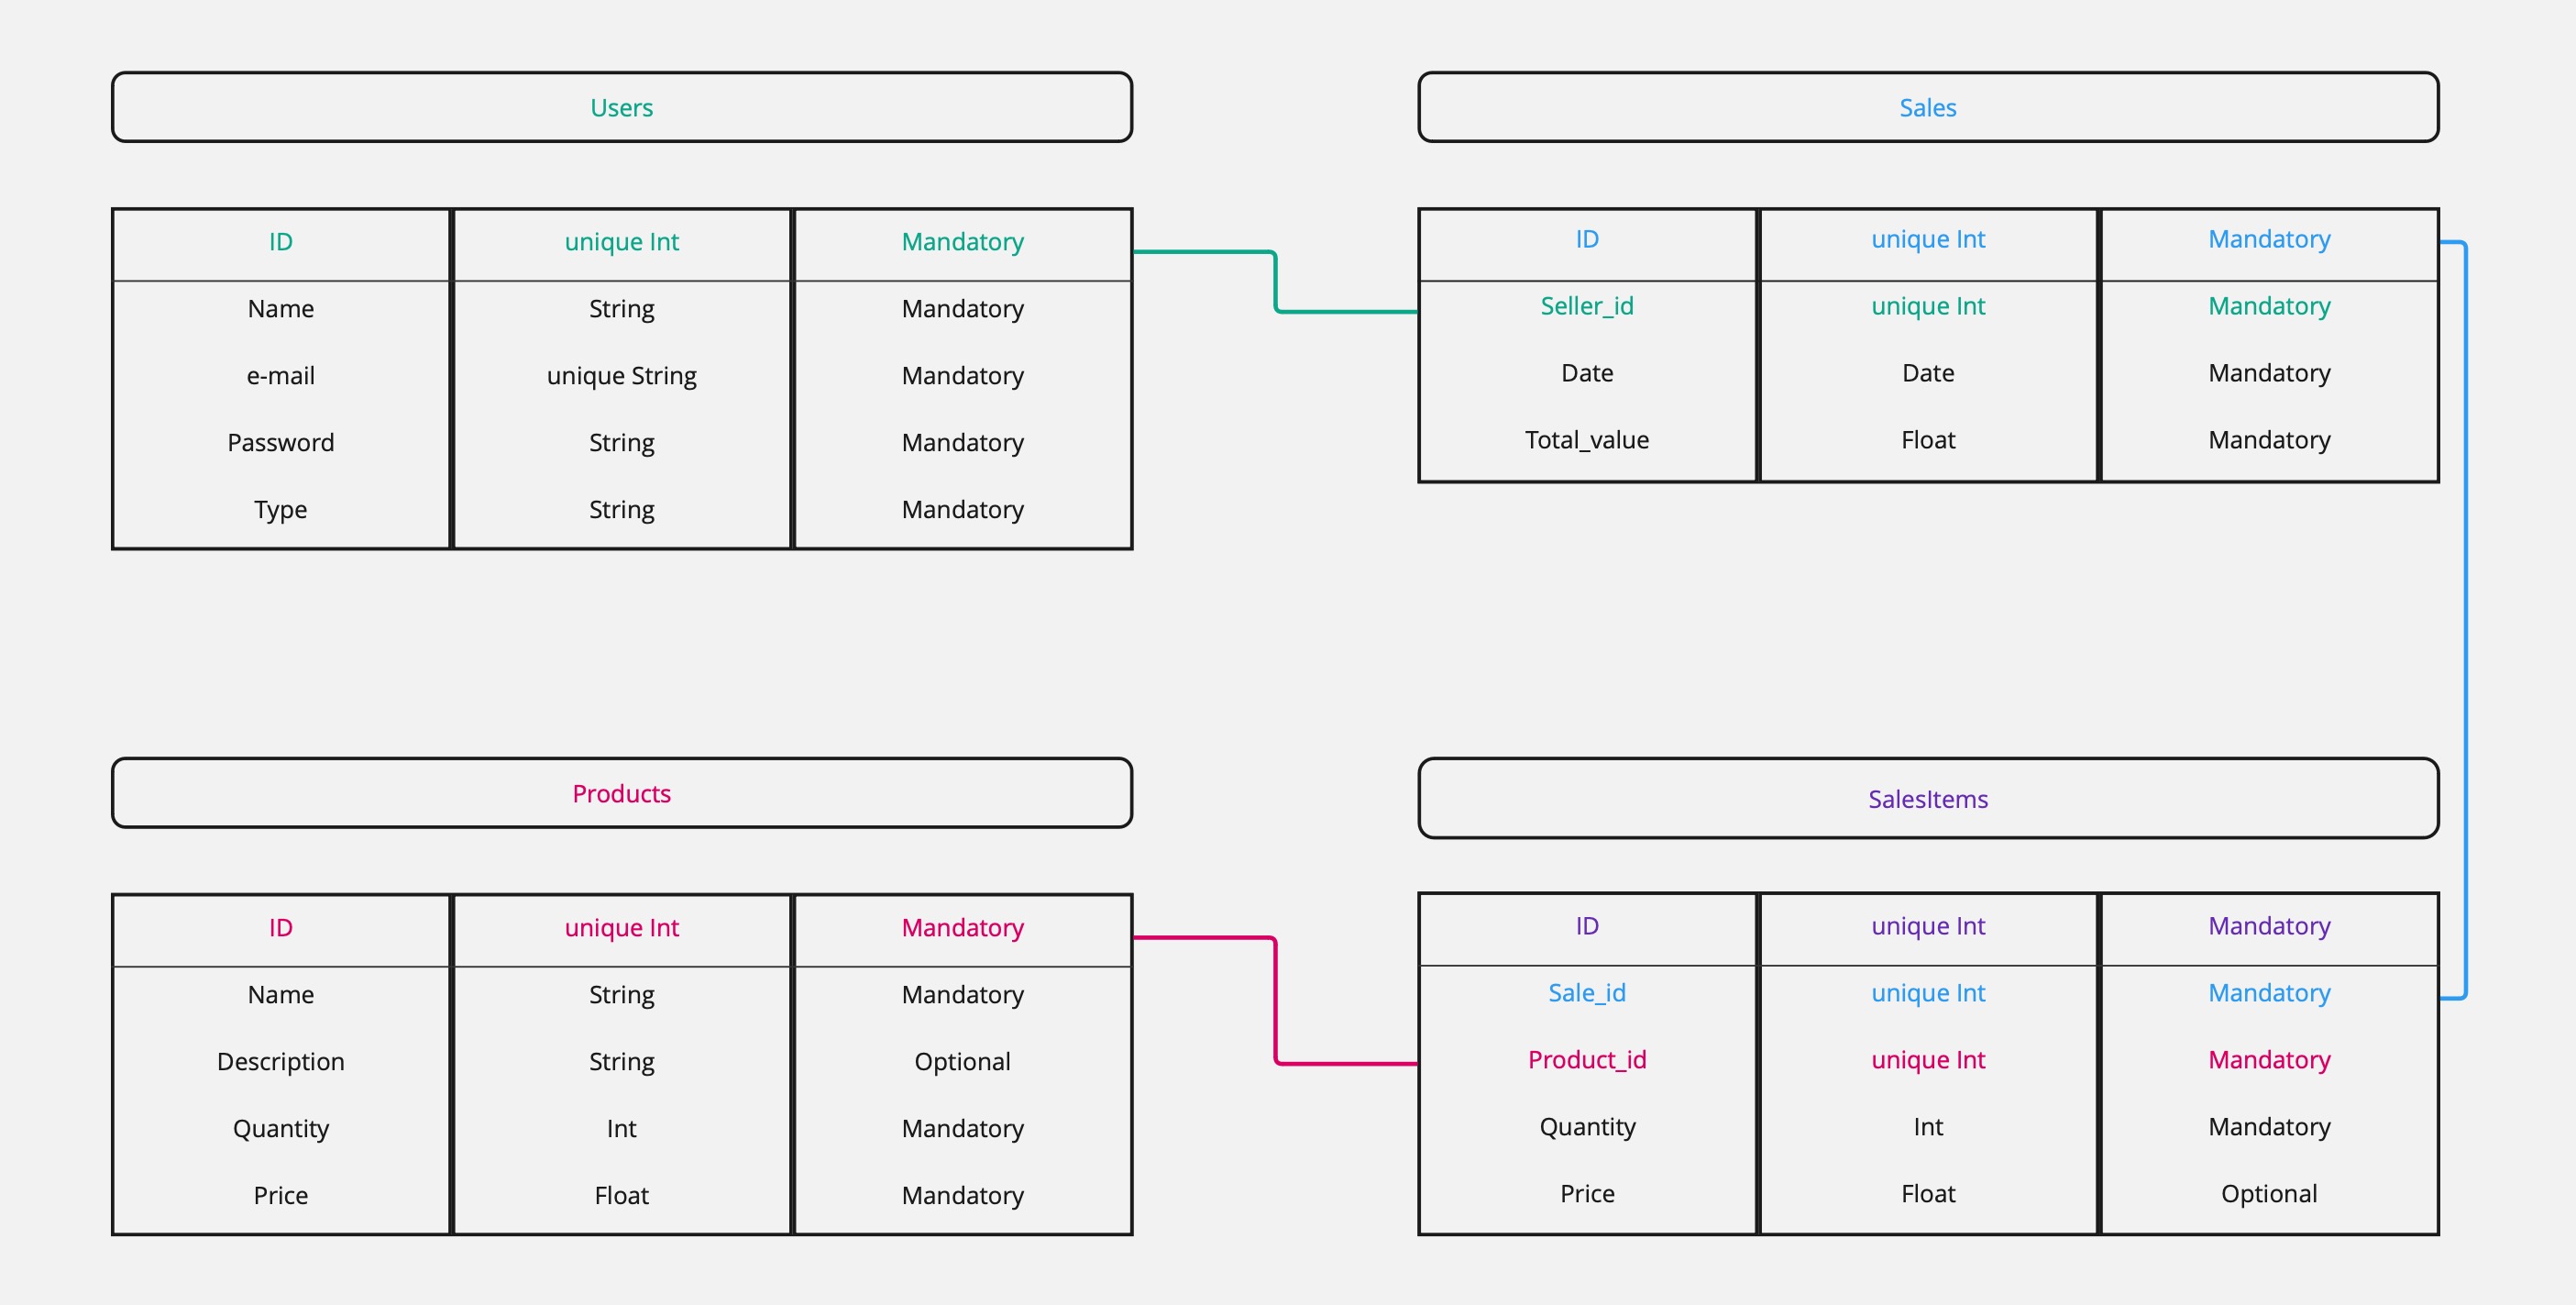 Users
ID unique Int Mandatory
Name String Mandatory
e-mail unique String Mandatory
Password String Mandatory
Type String Mandatory
Sales
ID unique Int Mandatory
Seller_id unique Int Mandatory
Date Date Mandatory
Total_value Float Mandatory
Products
ID unique Int Mandatory
Name String Mandatory
Description String Optional
Quantity Int Mandatory
Price Float Mandatory
SalesItems
ID unique Int Mandatory
Sale_id unique Int Mandatory
Product_id unique Int Mandatory
Quantity Int Mandatory
Price Float Optional